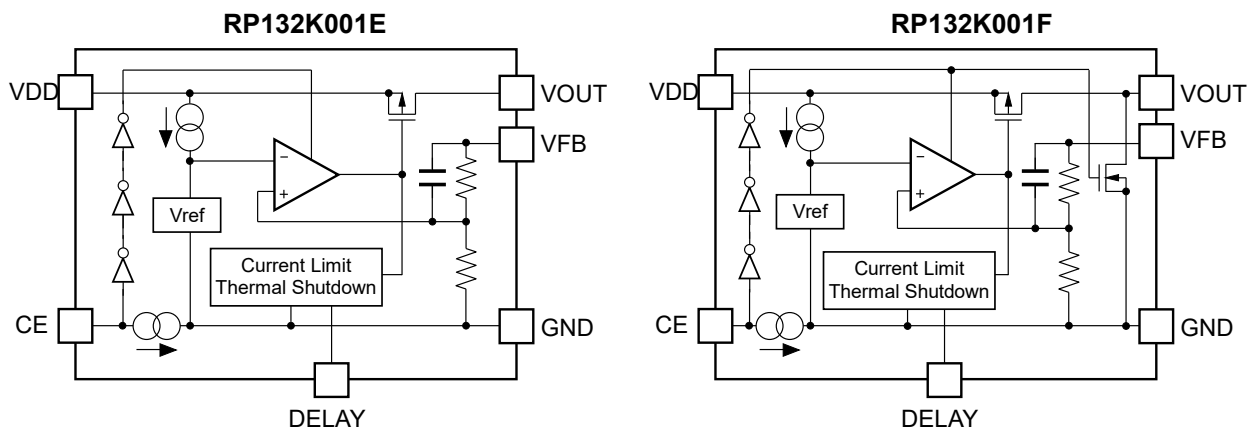 RP132K001E
VDD
VOUT
VFB
−
+
Vref
Current Limit
Thermal Shutdown
CE
GND
DELAY
RP132K001F
VDD
VOUT
VFB
−
+
Vref
Current Limit
Thermal Shutdown
CE
GND
DELAY